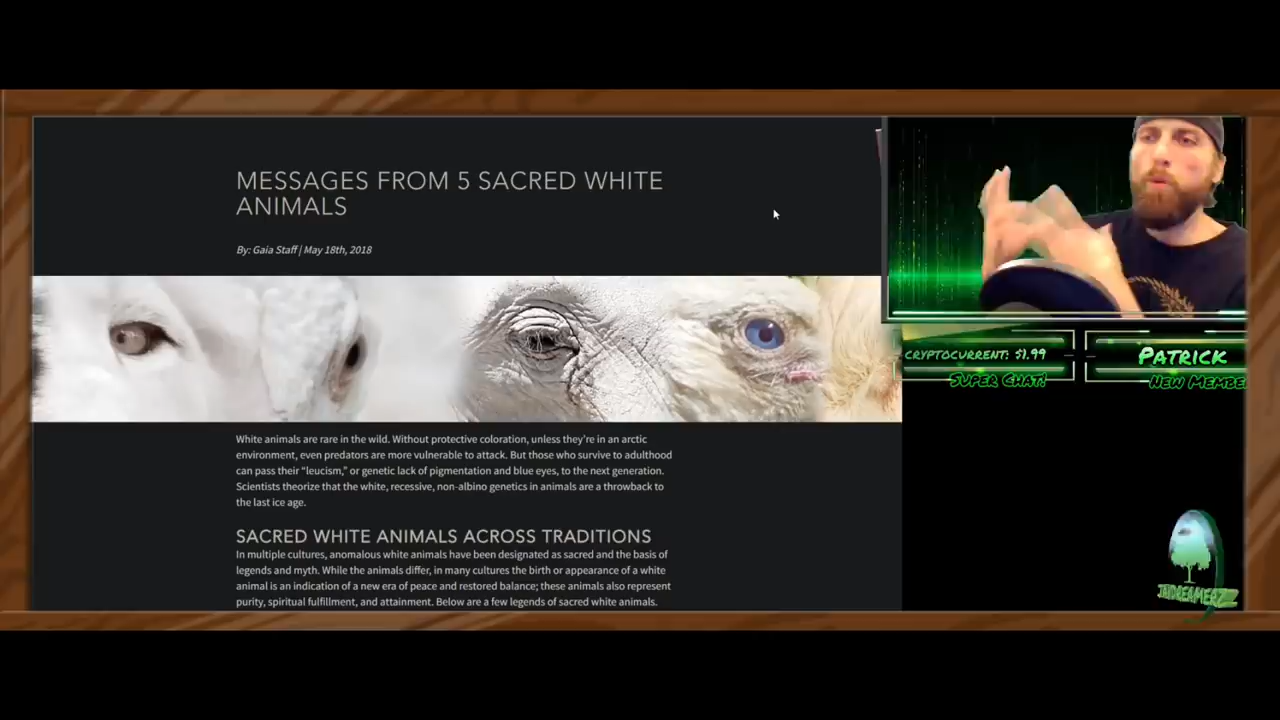 MESSAGES FROM 5 SACRED WHITE
ANIMALS
By: Gaia Staff | May 18th, 2018
White animals are rare in the wild. Without protective coloration, unless they're in an arctic
environment, even predators are more vulnerable to attack. But those who survive to adulthood
can pass their “leucism,” or genetic lack of pigmentation and blue eyes, to the next generation.
Scientists theorize that the white, recessive, non-albino genetics in animals are a throwback to
the last ice age.
SACRED WHITE ANIMALS ACROSS TRADITIONS
In multiple cultures, anomalous white animals have been designated as sacred and the basis of
legends and myth. While the animals differ, in many cultures the birth or appearance of a white
animal is an indication of a new era of peace and restored balance; these animals also represent
purity, spiritual fulfillment, and attainment. Below are a few legends of sacred white animals.
CRYPTOCURRENT: $1.99
SUPER CHAT!
PATRICK
NEW MEMBE
JNDREAMERZZ